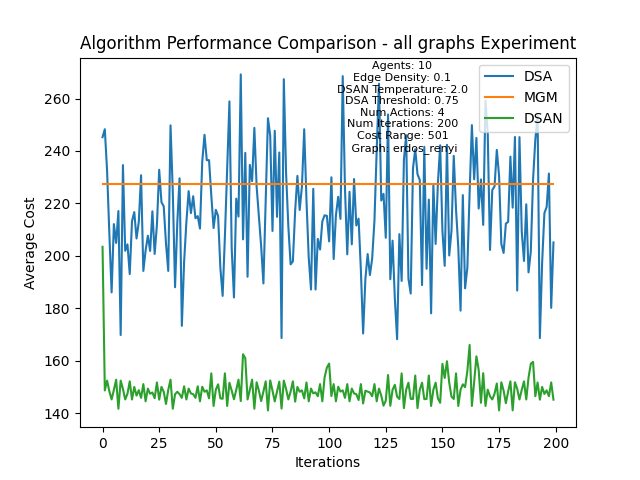 Algorithm Performance Comparison - all graphs Experiment
Agents: 10
Edge Density: 0.1
DSAN Temperature: 2.0
DSA Threshold: 0.75
Num Actions: 4
Num Iterations: 200
Cost Range: 501
Graph: erdos_renyi
DSA
MGM
DSAN
Average Cost
260
240
220
200
180
160
140
0
25
50
75
100
125
150
175
200
Iterations